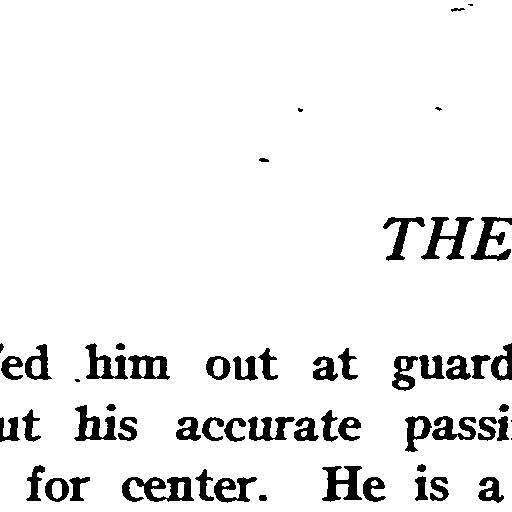 THE
ed him out at guard
ut his accurate passi
for center. He is a